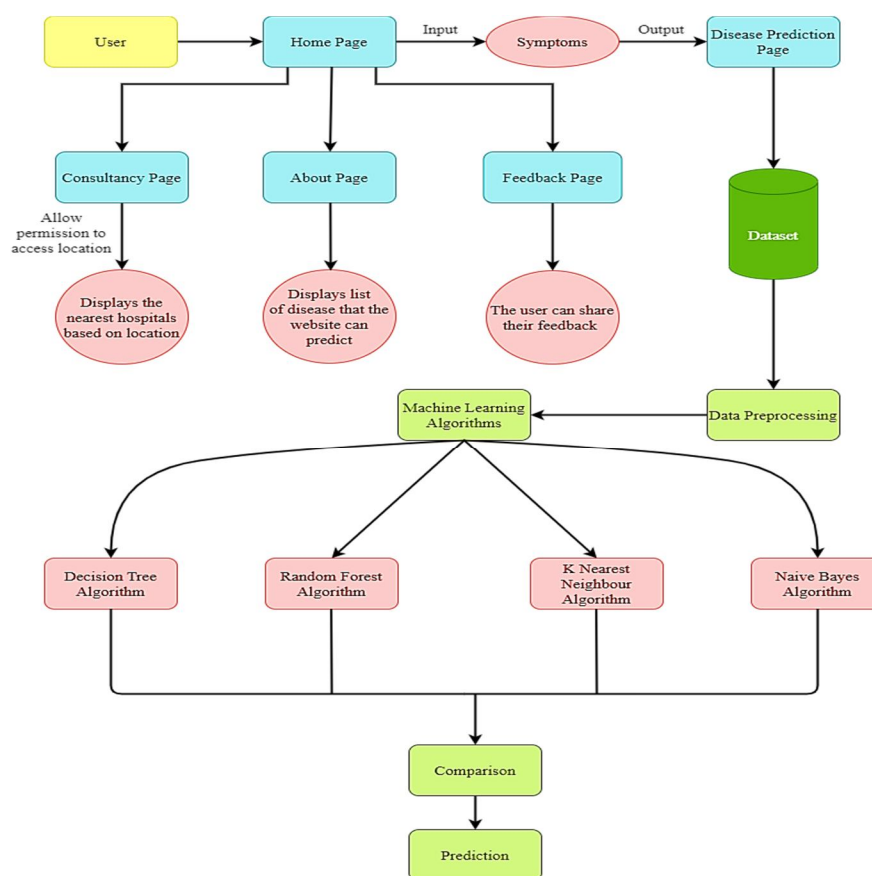 User
Home Page
Input
Symptoms
Output
Disease Prediction
Page
Consultancy Page
About Page
Feedback Page
Allow
permission to
access location
Dataset
Displays the
nearest hospitals
based on location
Displays list
of disease that the
website can
predict
The user can share
their feedback
Machine Learning
Algorithms
Data Preprocessing
Decision Tree
Algorithm
Random Forest
Algorithm
K Nearest
Neighbour
Algorithm
Naive Bayes
Algorithm
Comparison
Prediction